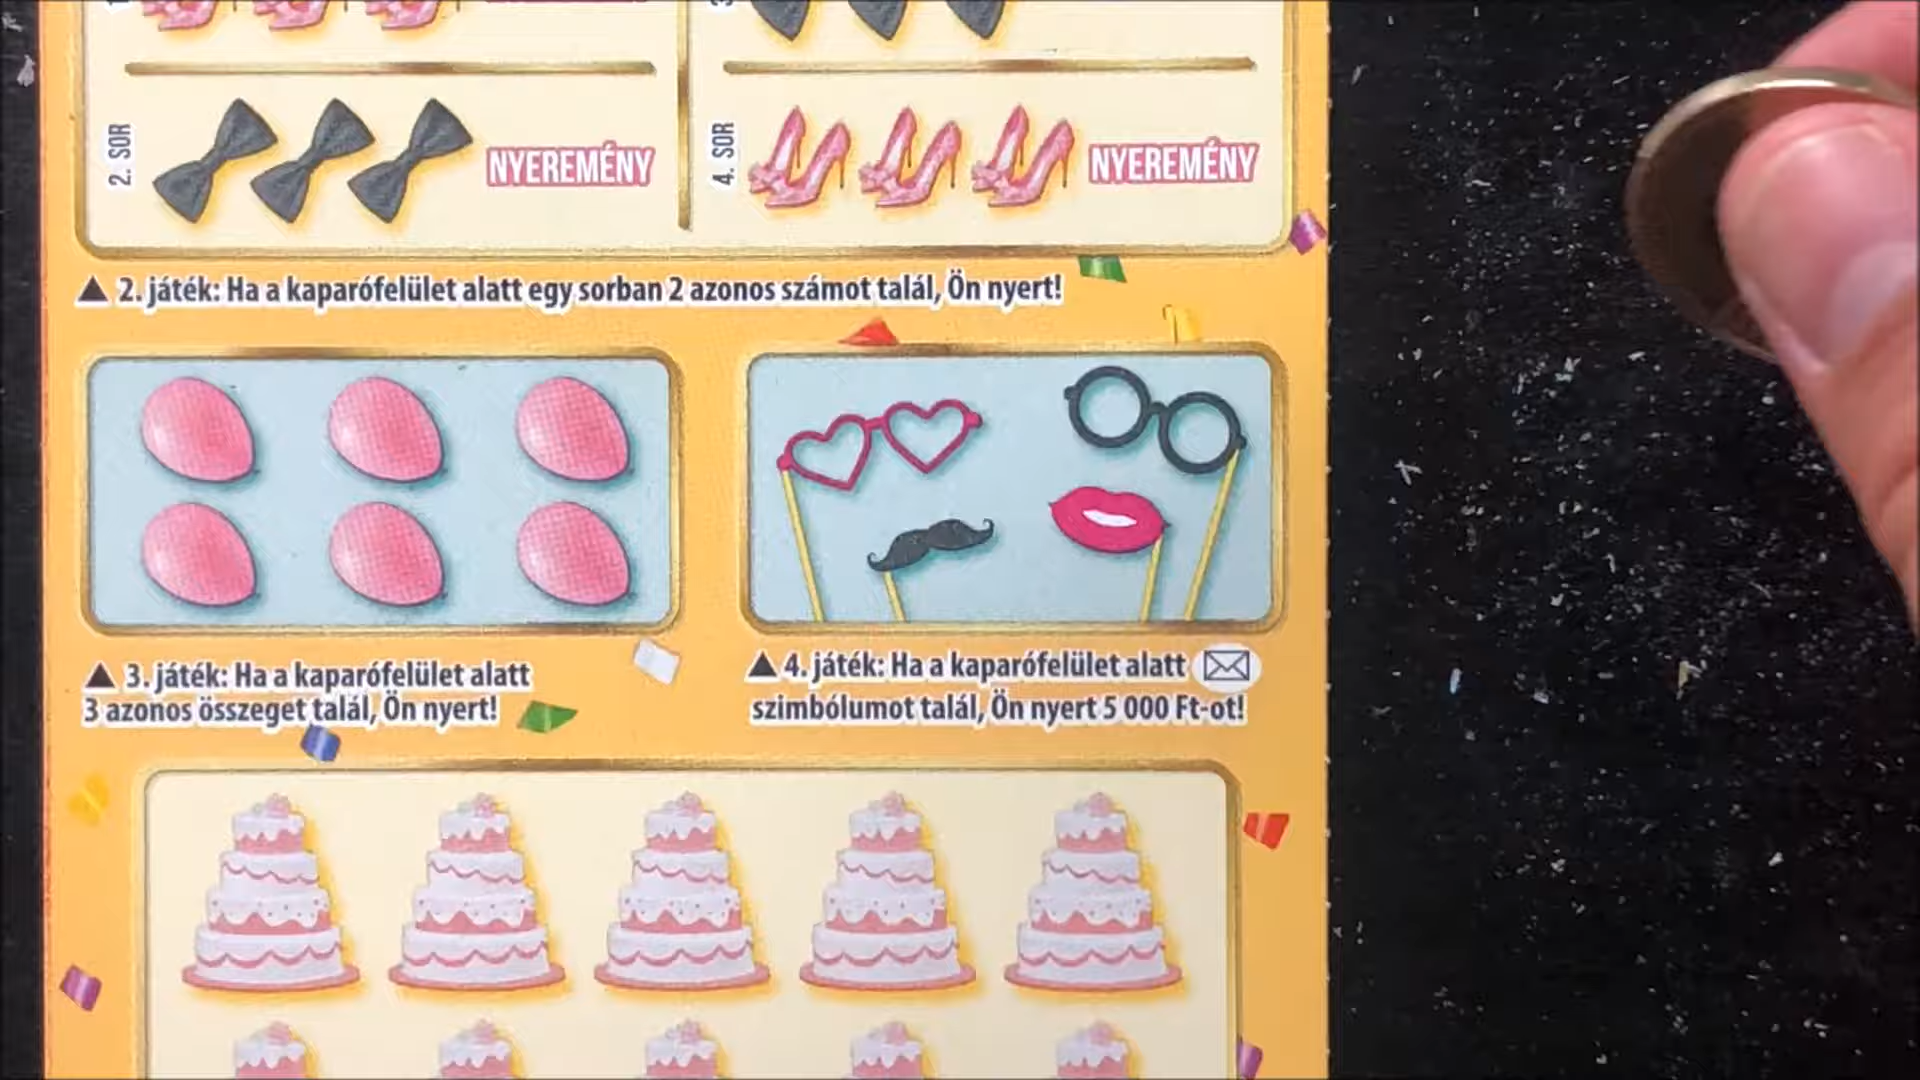 2. SOR
NYEREMÉNY
4. SOR
NYEREMÉNY
2. játék: Ha a kaparófelület alatt egy sorban 2 azonos számot talál, Ön nyert!
3. játék: Ha a kaparófelület alatt
3 azonos összeget talál, Ön nyert!
4. játék: Ha a kaparófelület alatt
szimbólumot talál, Ön nyert 5 000 Ft-ot!